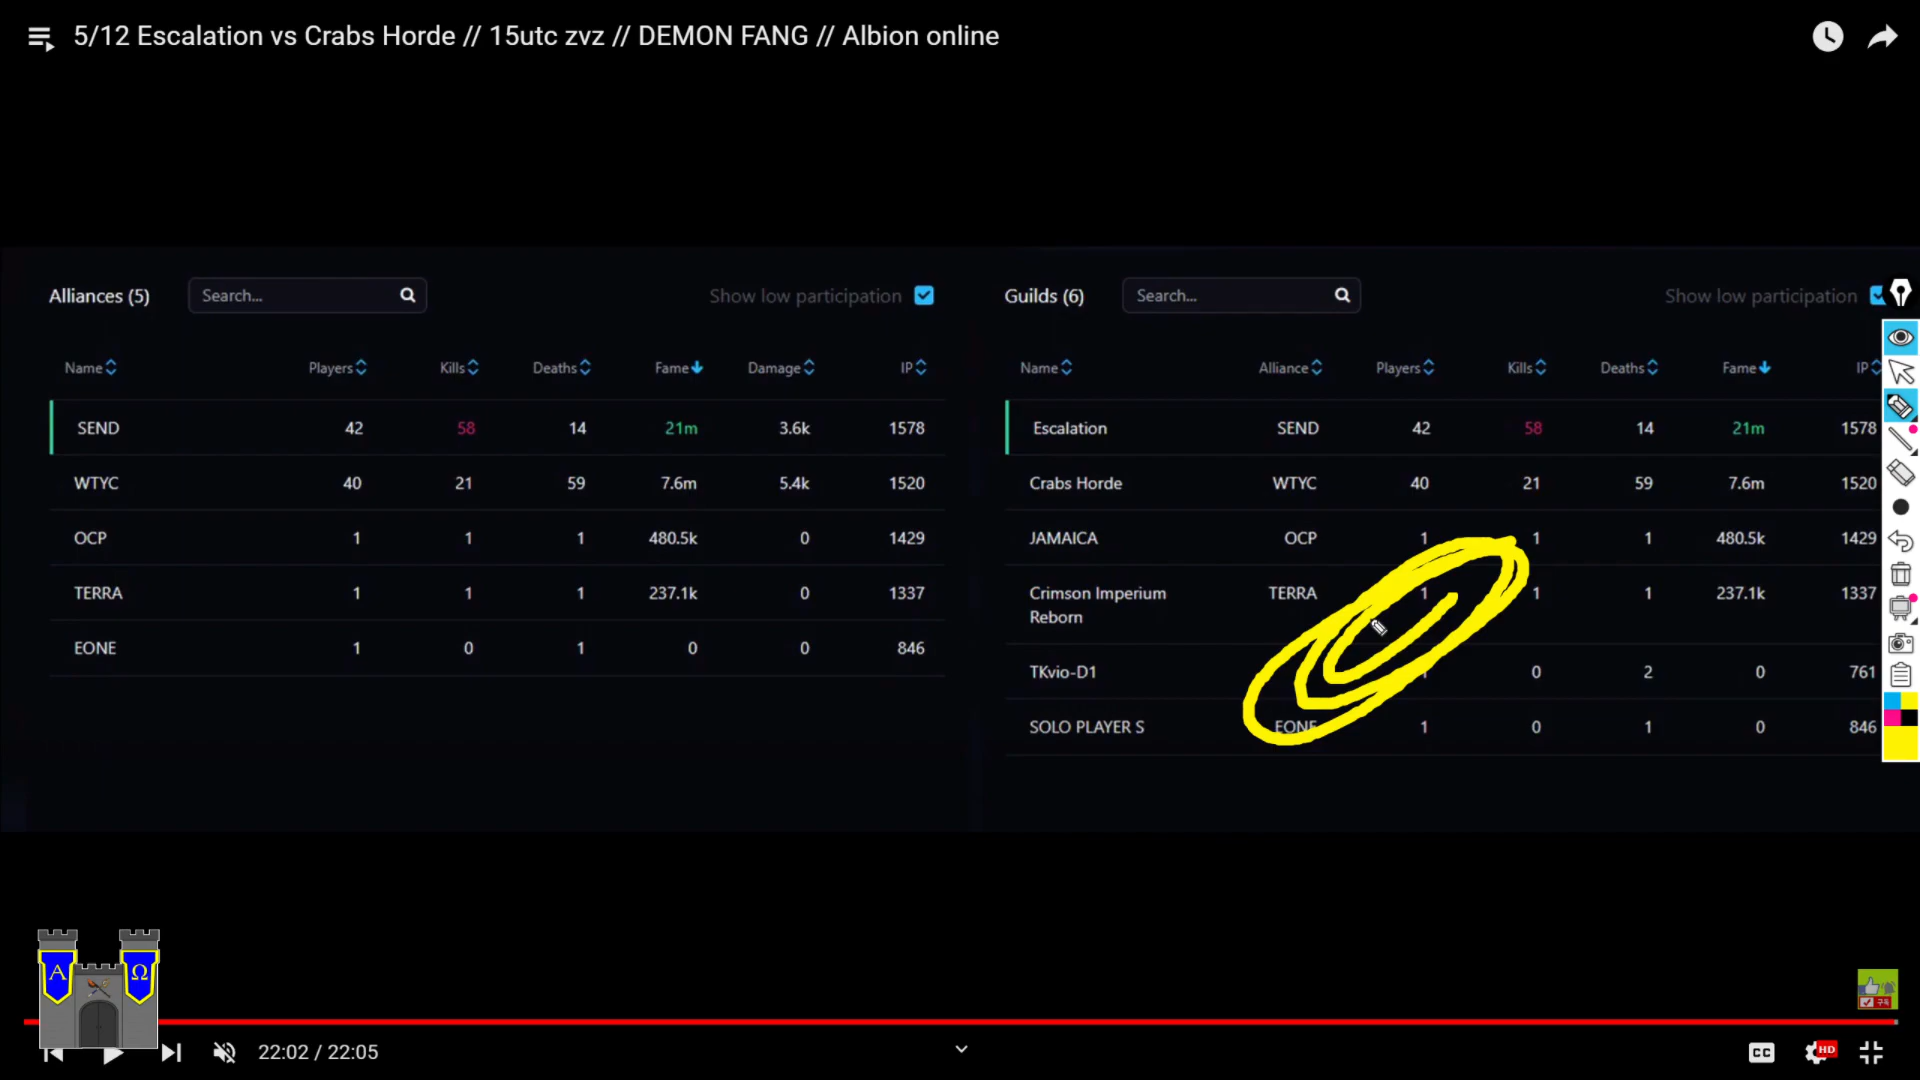 5/12 Escalation vs Crabs Horde // 15utc zvz // DEMON FANG // Albion online
Alliances (5) Search... Show low participation
Name Players Kills Deaths Fame Damage IP
SEND 42 58 14 21m 3.6k 1578
WTYC 40 21 59 7.6m 5.4k 1520
OCP 1 1 1 480.5k 0 1429
TERRA 1 1 1 237.1k 0 1337
EONE 1 0 1 0 0 846
Guilds (6) Search... Show low participation
Name Alliance Players Kills Deaths Fame IP
Escalation SEND 42 58 14 21m 1578
Crabs Horde WTYC 40 21 59 7.6m 1520
JAMAICA OCP 1 1 1 480.5k 1429
Crimson Imperium TERRA 1 1 1 237.1k 1337
Reborn
TKvio-D1 0 2 0 761
SOLO PLAYER S EONE 1 0 1 0 846
Α Ω
구독
22:02 / 22:05
CC HD